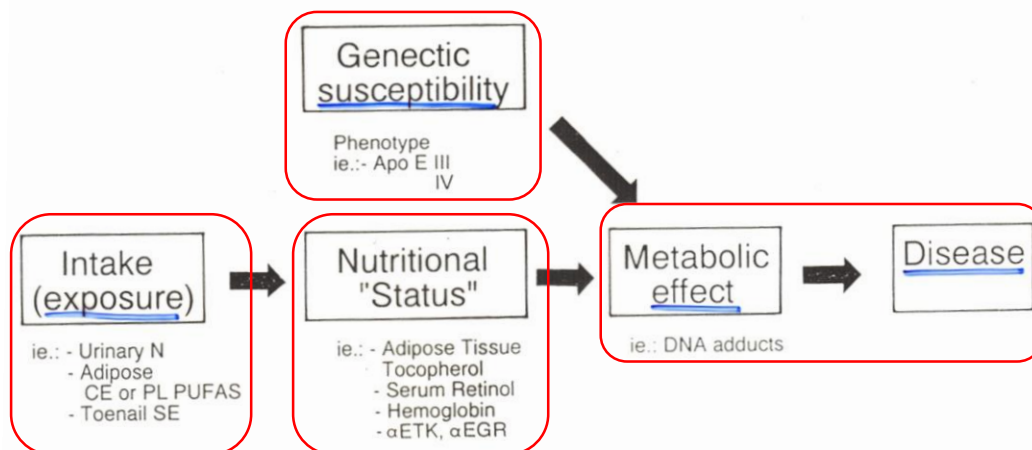 Genectic
susceptibility
Phenotype
ie.:- Apo E III
IV
Intake
(exposure)
ie.: - Urinary N
- Adipose
CE or PL PUFAS
- Toenail SE
Nutritional
"Status"
ie.: - Adipose Tissue
Tocopherol
- Serum Retinol
- Hemoglobin
- αETK, αEGR
Metabolic
effect
ie.: DNA adducts
Disease